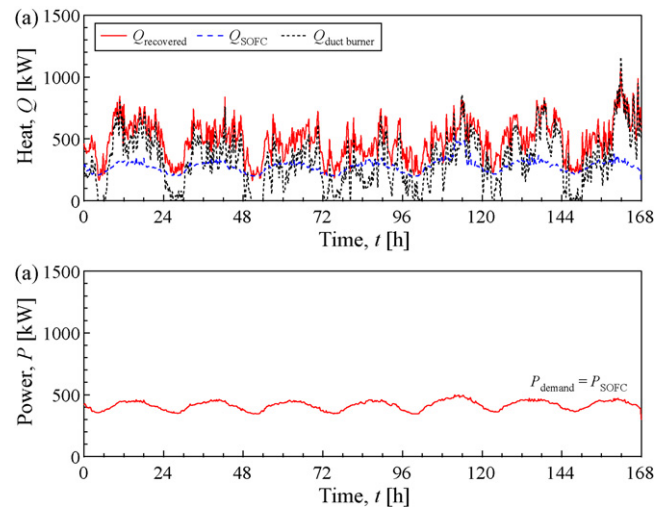 (a)
1500
Q_recovered Q_SOFC Q_duct burner
1000
Heat, Q [kW]
500
0
0 24 48 72 96 120 144 168
Time, t [h]
(a)
1500
1000
Power, P [kW]
P_demand = P_SOFC
500
0
0 24 48 72 96 120 144 168
Time, t [h]